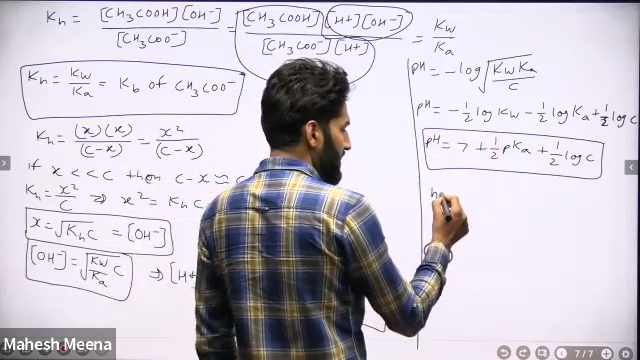 Kh = [CH3COOH][OH-] / [CH3COO-] = [CH3COOH] [H+][OH-] / [CH3COO-][H+] = Kw / Ka
Kh = Kw / Ka = Kb of CH3COO-
Kh = (x)(x) / (c-x) = x² / (c-x)
if x << c then c-x ≈ c
Kh = x² / c ⇒ x² = Kh c
x = √Kh c = [OH-]
[OH-] = √Kw / Ka c ⇒ [H+
pH = -log √Kw Ka / c
pH = -1/2 log Kw - 1/2 log Ka + 1/2 log c
pH = 7 + 1/2 pKa + 1/2 log c
Mahesh Meena
7/7